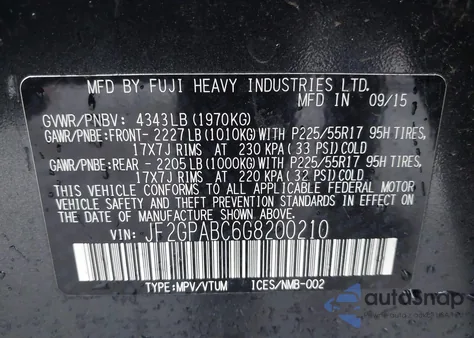 MFD BY FUJI HEAVY INDUSTRIES LTD.
IN 09/15
GVWR/PNBV: 4343LB (1970KG)
GAWR/PNBE:FRONT- 2227LB(1010KG)WITH P225/55R17 95H TIRES,
17X7J RIMS AT 230 KPA (33 PSI)COLD
GAWR/PNBE:REAR - 2205LB(1000KG)WITH P225/55R17 95H TIRES,
17X7J RIMS AT 220 KPA (32 PSI)COLD
THIS VEHICLE CONFORMS TO ALL APPLICABLE FEDERAL MOTOR
VEHICLE SAFETY AND THEFT PREVENTION STANDARDS IN EFFECT
ON THE DATE OF MANUFACTURE SHOWN ABOVE.
VIN: JF2GPABC6G8200210
TYPE:MPV/VTUM ICES/NMB-002
autosnap